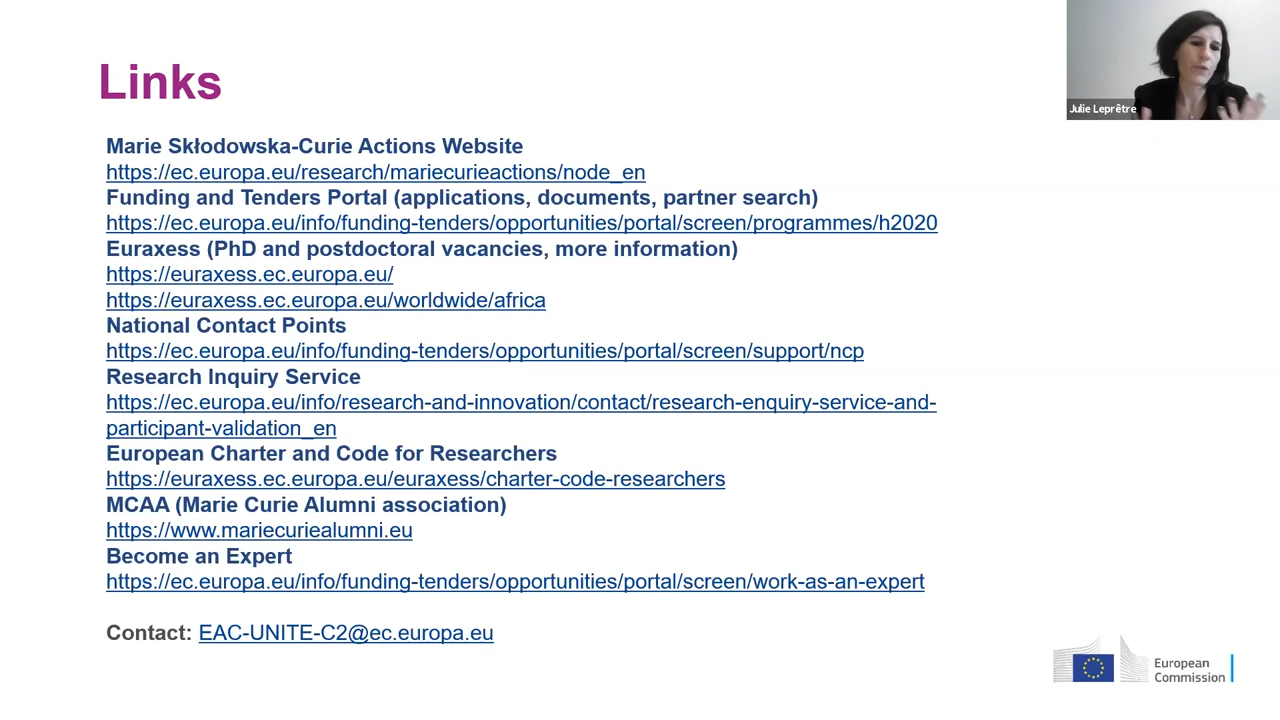 Links
Julie Leprêtre
Marie Skłodowska-Curie Actions Website
https://ec.europa.eu/research/mariecurieactions/node_en
Funding and Tenders Portal (applications, documents, partner search)
https://ec.europa.eu/info/funding-tenders/opportunities/portal/screen/programmes/h2020
Euraxess (PhD and postdoctoral vacancies, more information)
https://euraxess.ec.europa.eu/
https://euraxess.ec.europa.eu/worldwide/africa
National Contact Points
https://ec.europa.eu/info/funding-tenders/opportunities/portal/screen/support/ncp
Research Inquiry Service
https://ec.europa.eu/info/research-and-innovation/contact/research-enquiry-service-and-
participant-validation_en
European Charter and Code for Researchers
https://euraxess.ec.europa.eu/euraxess/charter-code-researchers
MCAA (Marie Curie Alumni association)
https://www.mariecuriealumni.eu
Become an Expert
https://ec.europa.eu/info/funding-tenders/opportunities/portal/screen/work-as-an-expert
Contact: EAC-UNITE-C2@ec.europa.eu
European
Commission